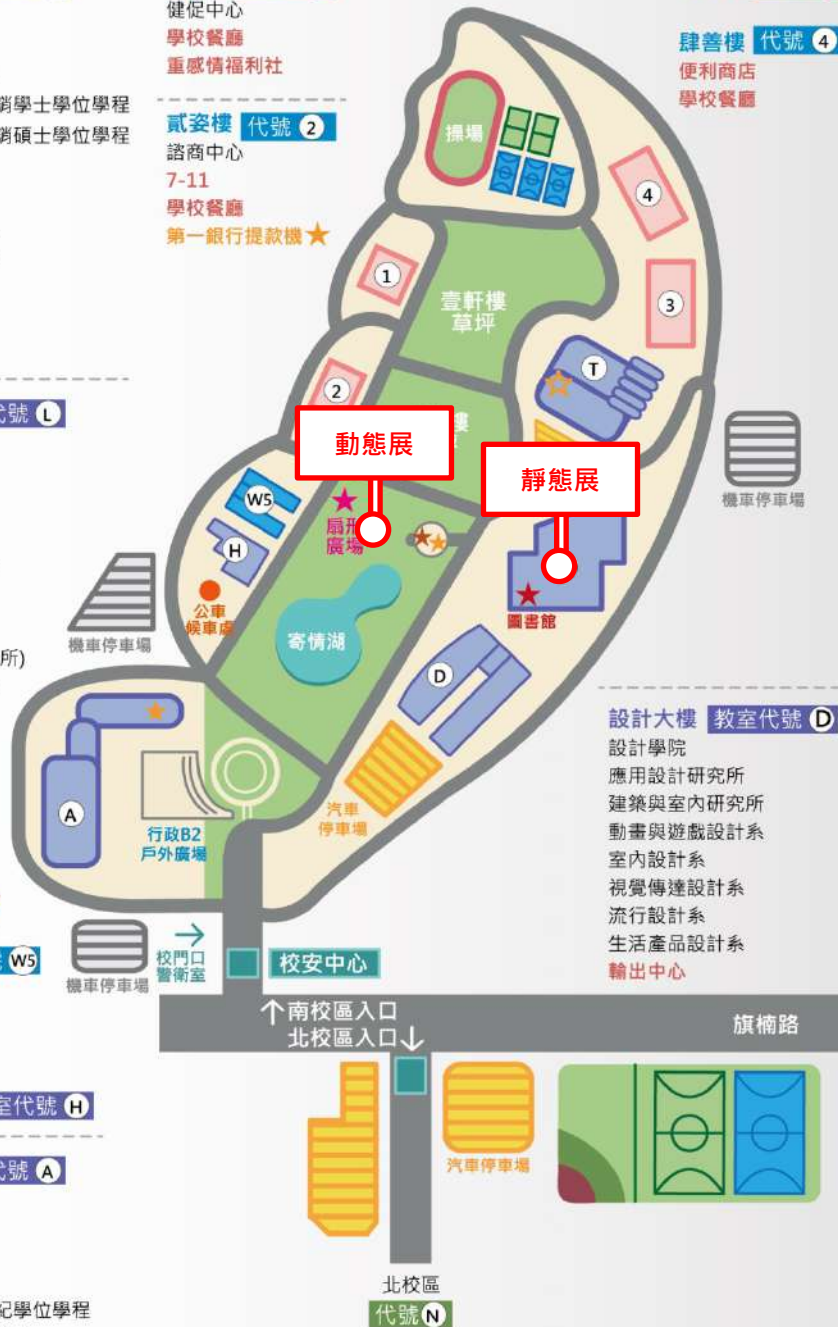 健促中心
學校餐廳
重感情福利社
銷學士學位學程
銷碩士學位學程
貳姿樓 代號 2
諮商中心
7-11
學校餐廳
第一銀行提款機
肆善樓 代號 4
便利商店
學校餐廳
操場
4
1
壹軒樓
草坪
3
T
2
代號 L
動態展
樓
靜態展
機車停車場
W5
扇形
廣場
H
公車
候車處
圖書館
機車停車場
寄情湖
所)
D
設計大樓 教室代號 D
設計學院
應用設計研究所
建築與室內研究所
動畫與遊戲設計系
室內設計系
視覺傳達設計系
流行設計系
生活產品設計系
輸出中心
A
行政B2
戶外廣場
汽車
停車場
W5
機車停車場
校門口
警衛室
校安中心
南校區入口
北校區入口
旗楠路
室代號 H
代號 A
汽車停車場
北校區
代號 N
紀學位學程